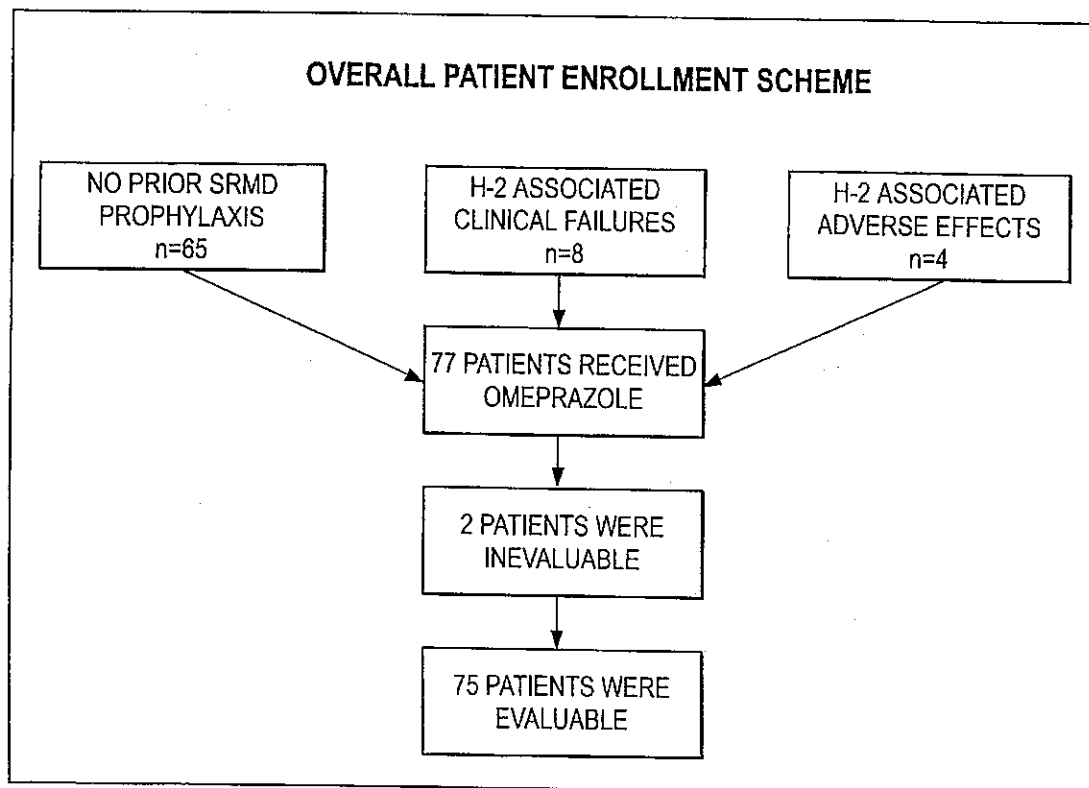 OVERALL PATIENT ENROLLMENT SCHEME
NO PRIOR SRMD
PROPHYLAXIS
n=65
H-2 ASSOCIATED
CLINICAL FAILURES
n=8
H-2 ASSOCIATED
ADVERSE EFFECTS
n=4
77 PATIENTS RECEIVED
OMEPRAZOLE
2 PATIENTS WERE
INEVALUABLE
75 PATIENTS WERE
EVALUABLE